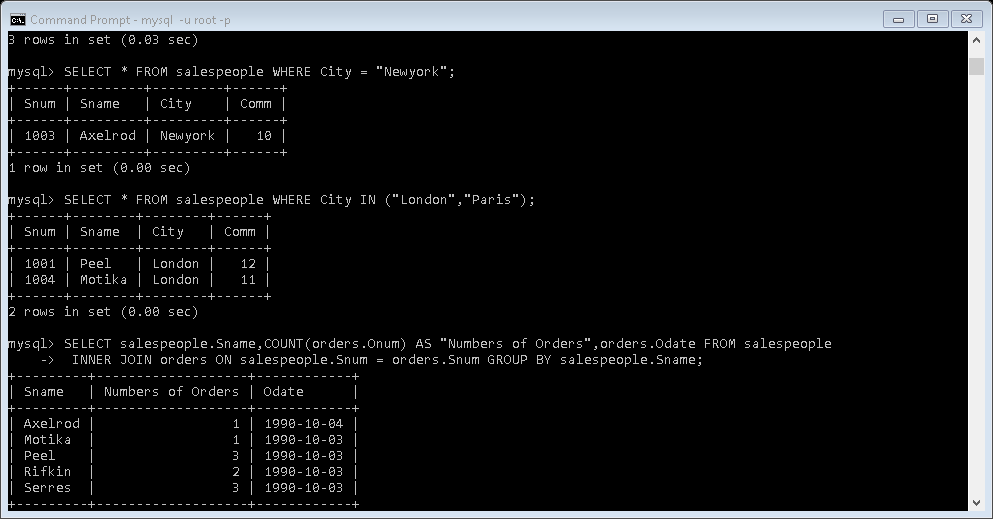 Command Prompt - mysql -u root -p
3 rows in set (0.03 sec)
mysql> SELECT * FROM salespeople WHERE City = "Newyork";
+------+---------+---------+------+
| Snum | Sname   | City    | Comm |
+------+---------+---------+------+
| 1003 | Axelrod | Newyork |   10 |
+------+---------+---------+------+
1 row in set (0.00 sec)
mysql> SELECT * FROM salespeople WHERE City IN ("London","Paris");
+------+--------+--------+------+
| Snum | Sname  | City   | Comm |
+------+--------+--------+------+
| 1001 | Peel   | London |   12 |
| 1004 | Motika | London |   11 |
+------+--------+--------+------+
2 rows in set (0.00 sec)
mysql> SELECT salespeople.Sname,COUNT(orders.Onum) AS "Numbers of Orders",orders.Odate FROM salespeople
    ->  INNER JOIN orders ON salespeople.Snum = orders.Snum GROUP BY salespeople.Sname;
+---------+-------------------+------------+
| Sname   | Numbers of Orders | Odate      |
+---------+-------------------+------------+
| Axelrod |                 1 | 1990-10-04 |
| Motika  |                 1 | 1990-10-03 |
| Peel    |                 3 | 1990-10-03 |
| Rifkin  |                 2 | 1990-10-03 |
| Serres  |                 3 | 1990-10-03 |
+---------+-------------------+------------+